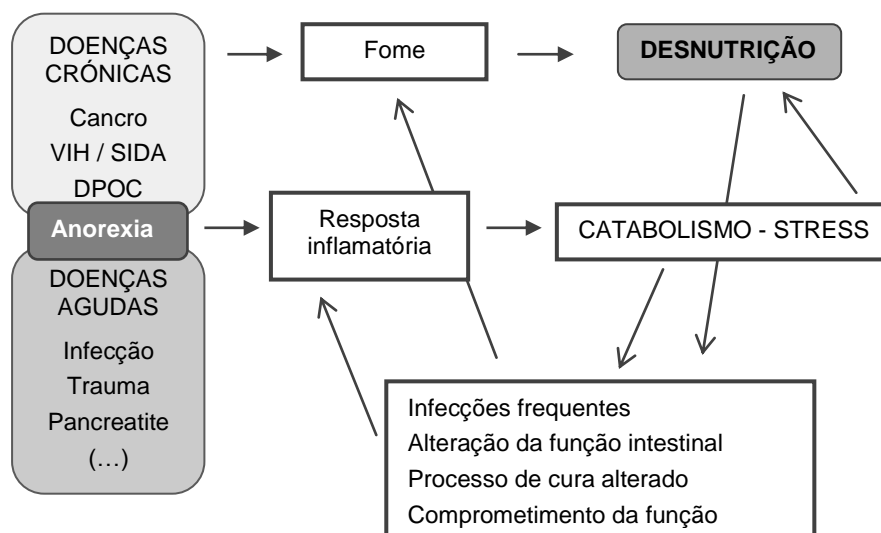 DOENÇAS
CRÓNICAS
Cancro
VIH / SIDA
DPOC
Anorexia
DOENÇAS
AGUDAS
Infecção
Trauma
Pancreatite
(…)
Fome
DESNUTRIÇÃO
Resposta
inflamatória
CATABOLISMO - STRESS
Infecções frequentes
Alteração da função intestinal
Processo de cura alterado
Comprometimento da função